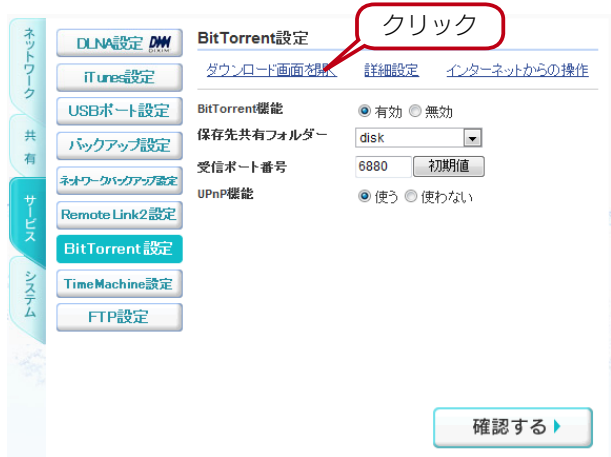 ネットワーク
共有
サービス
システム
DLNA設定
iTunes設定
USBポート設定
バックアップ設定
ネットワークバックアップ設定
Remote Link2設定
BitTorrent設定
TimeMachine設定
FTP設定
BitTorrent設定
クリック
ダウンロード画面を開く 詳細設定 インターネットからの操作
BitTorrent機能 有効 無効
保存先共有フォルダー disk
受信ポート番号 6880 初期値
UPnP機能 使う 使わない
確認する